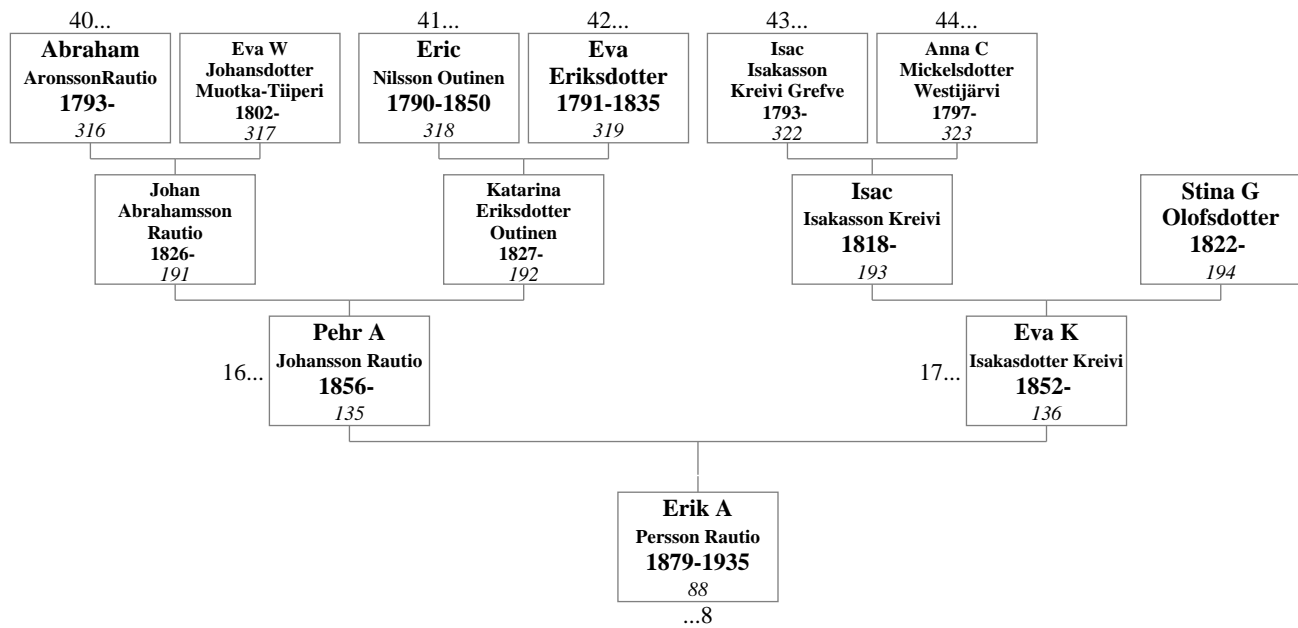 40...
41...
42...
43...
44...
Abraham
AronssonRautio
1793-
316
Eva W
Johansdotter
Muotka-Tiiperi
1802-
317
Eric
Nilsson Outinen
1790-1850
318
Eva
Eriksdotter
1791-1835
319
Isac
Isakasson
Kreivi Grefve
1793-
322
Anna C
Mickelsdotter
Westijärvi
1797-
323
Johan
Abrahamsson
Rautio
1826-
191
Katarina
Eriksdotter
Outinen
1827-
192
Isac
Isakasson Kreivi
1818-
193
Stina G
Olofsdotter
1822-
194
16...
Pehr A
Johansson Rautio
1856-
135
17...
Eva K
Isakasdotter Kreivi
1852-
136
Erik A
Persson Rautio
1879-1935
88
...8